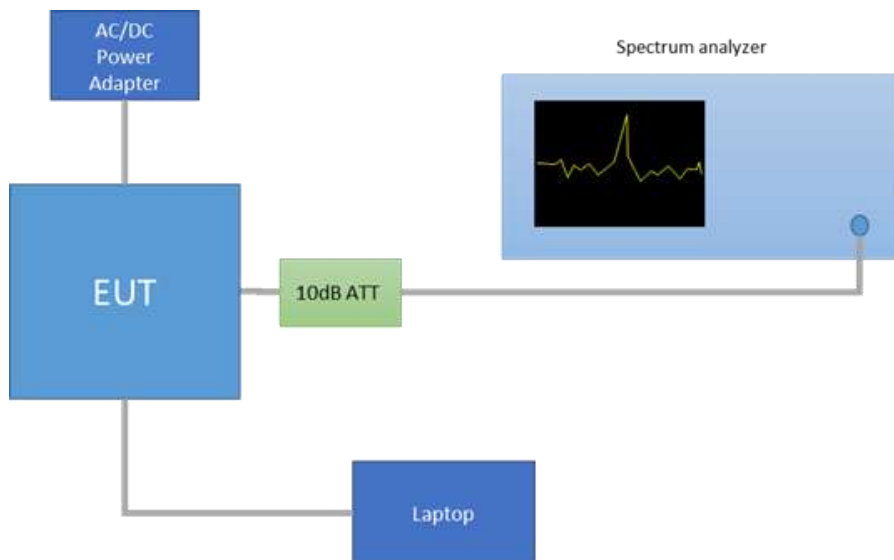 AC/DC
Power
Adapter
Spectrum analyzer
EUT
10dB ATT
Laptop